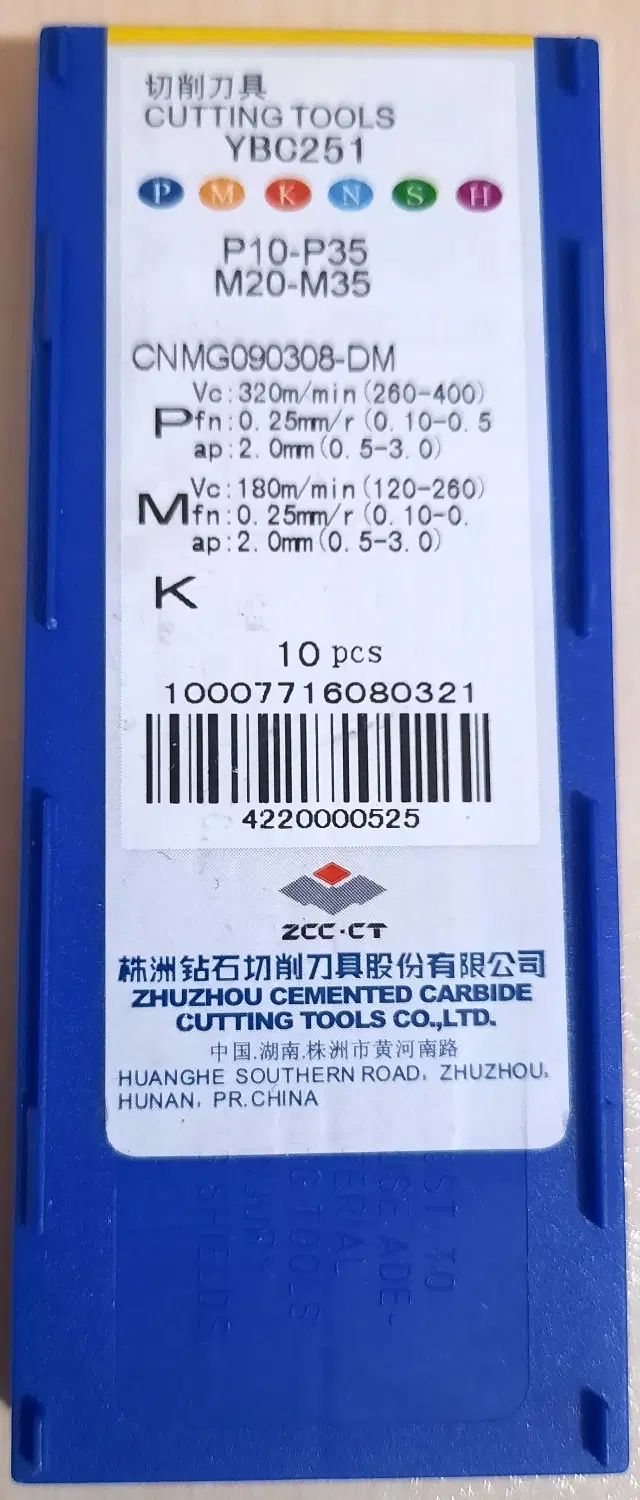 切削刀具
CUTTING TOOLS
YBC251
P M K N S H
P10-P35
M20-M35
CNMG090308-DM
P
Vc:320m/min(260-400)
fn:0.25mm/r(0.10-0.5
ap:2.0mm(0.5-3.0)
M
Vc:180m/min(120-260)
fn:0.25mm/r(0.10-0.
ap:2.0mm(0.5-3.0)
K
10 pcs
10007716080321
4220000525
ZCC·CT
株洲钻石切削刀具股份有限公司
ZHUZHOU CEMENTED CARBIDE
CUTTING TOOLS CO.,LTD.
中国.湖南.株洲市黄河南路
HUANGHE SOUTHERN ROAD, ZHUZHOU,
HUNAN, PR.CHINA